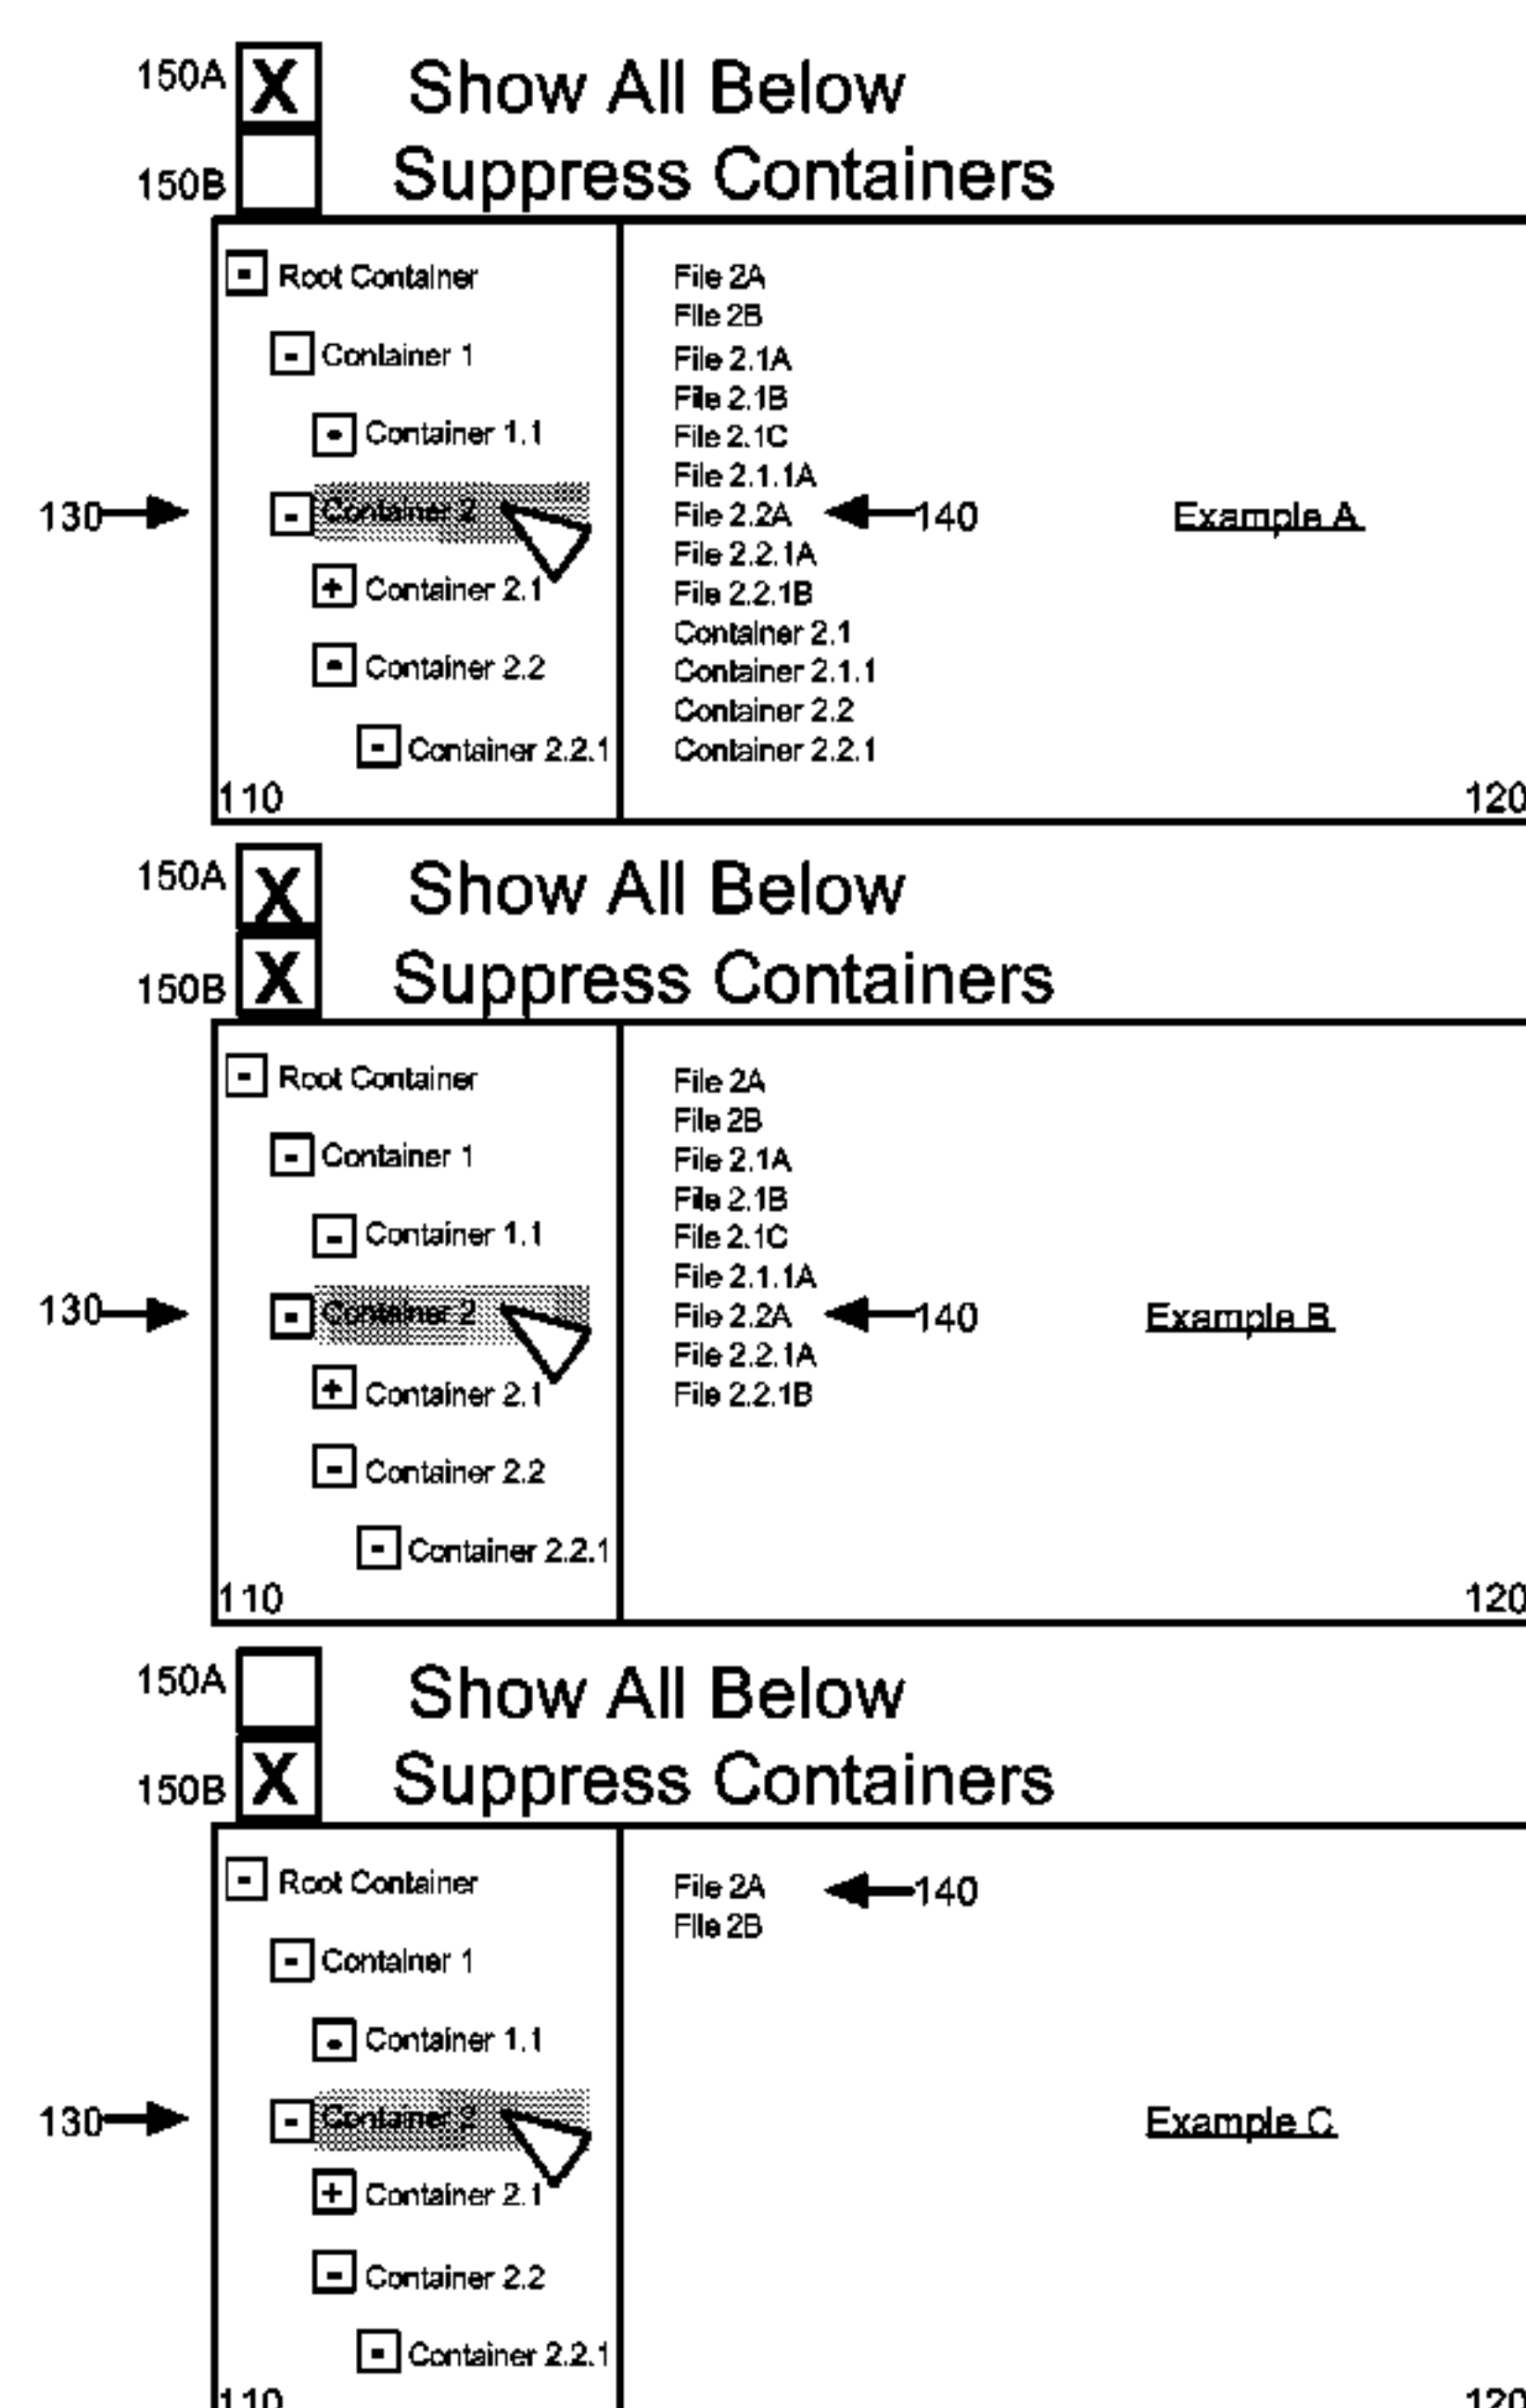 150A X Show All Below
150B Suppress Containers
- Root Container
- Container 1
- Container 1.1
130 - Container 2
+ Container 2.1
- Container 2.2
- Container 2.2.1
110
File 2A
File 2B
File 2.1A
File 2.1B
File 2.1C
File 2.1.1A
File 2.2A 140
File 2.2.1A
File 2.2.1B
Container 2.1
Container 2.1.1
Container 2.2
Container 2.2.1
Example A
120
150A X Show All Below
150B X Suppress Containers
- Root Container
- Container 1
- Container 1.1
130 - Container 2
+ Container 2.1
- Container 2.2
- Container 2.2.1
110
File 2A
File 2B
File 2.1A
File 2.1B
File 2.1C
File 2.1.1A
File 2.2A 140
File 2.2.1A
File 2.2.1B
Example B
120
150A Show All Below
150B X Suppress Containers
- Root Container
- Container 1
- Container 1.1
130 - Container 2
+ Container 2.1
- Container 2.2
- Container 2.2.1
110
File 2A 140
File 2B
Example C
120